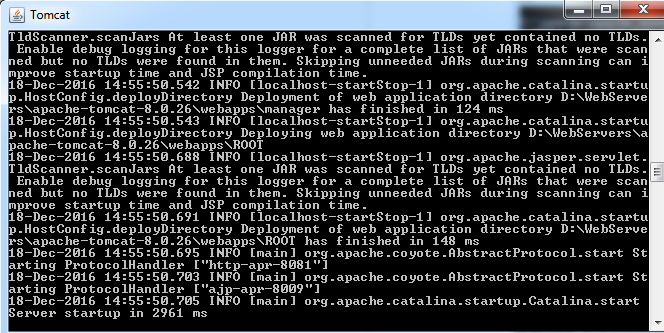 Tomcat
TldScanner.scanJars At least one JAR was scanned for TLDs yet contained no TLDs.
 Enable debug logging for this logger for a complete list of JARs that were scan
ned but no TLDs were found in them. Skipping unneeded JARs during scanning can i
mprove startup time and JSP compilation time.
18-Dec-2016 14:55:50.542 INFO [localhost-startStop-1] org.apache.catalina.startu
p.HostConfig.deployDirectory Deployment of web application directory D:\WebServe
rs\apache-tomcat-8.0.26\webapps\manager has finished in 124 ms
18-Dec-2016 14:55:50.543 INFO [localhost-startStop-1] org.apache.catalina.startu
p.HostConfig.deployDirectory Deploying web application directory D:\WebServers\a
pache-tomcat-8.0.26\webapps\ROOT
18-Dec-2016 14:55:50.688 INFO [localhost-startStop-1] org.apache.jasper.servlet.
TldScanner.scanJars At least one JAR was scanned for TLDs yet contained no TLDs.
 Enable debug logging for this logger for a complete list of JARs that were scan
ned but no TLDs were found in them. Skipping unneeded JARs during scanning can i
mprove startup time and JSP compilation time.
18-Dec-2016 14:55:50.691 INFO [localhost-startStop-1] org.apache.catalina.startu
p.HostConfig.deployDirectory Deployment of web application directory D:\WebServe
rs\apache-tomcat-8.0.26\webapps\ROOT has finished in 148 ms
18-Dec-2016 14:55:50.695 INFO [main] org.apache.coyote.AbstractProtocol.start St
arting ProtocolHandler ["http-apr-8081"]
18-Dec-2016 14:55:50.703 INFO [main] org.apache.coyote.AbstractProtocol.start St
arting ProtocolHandler ["ajp-apr-8009"]
18-Dec-2016 14:55:50.705 INFO [main] org.apache.catalina.startup.Catalina.start
Server startup in 2961 ms